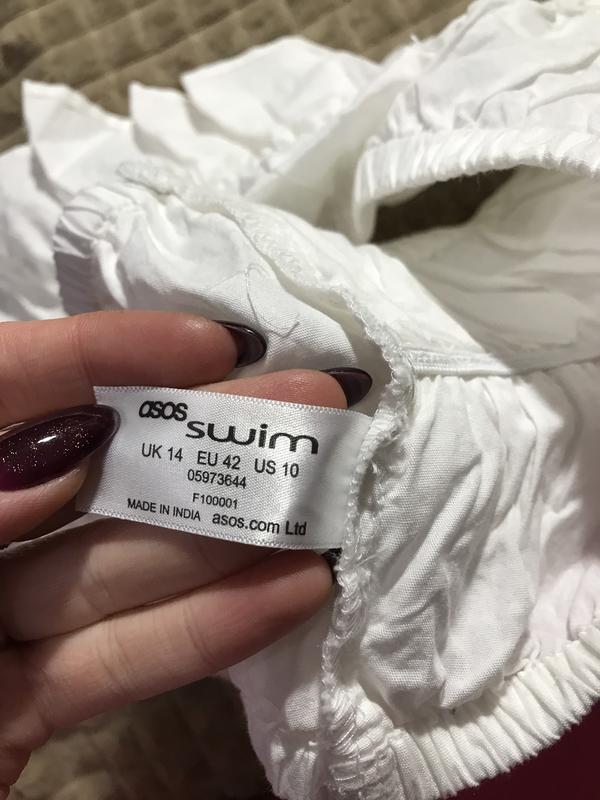 asos swim
UK 14 EU 42 US 10
05973644
F100001
MADE IN INDIA asos.com Ltd